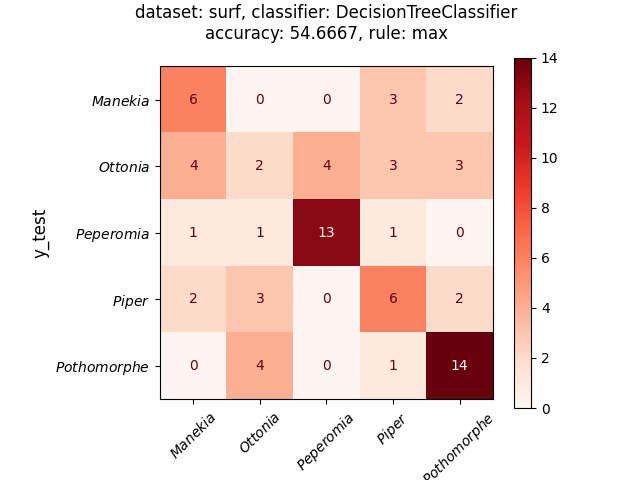 dataset: surf, classifier: DecisionTreeClassifier
accuracy: 54.6667, rule: max
Manekia 6 0 0 3 2
Ottonia 4 2 4 3 3
Peperomia 1 1 13 1 0
Piper 2 3 0 6 2
Pothomorphe 0 4 0 1 14
y_test
Manekia Ottonia Peperomia Piper Pothomorphe
14
12
10
8
6
4
2
0